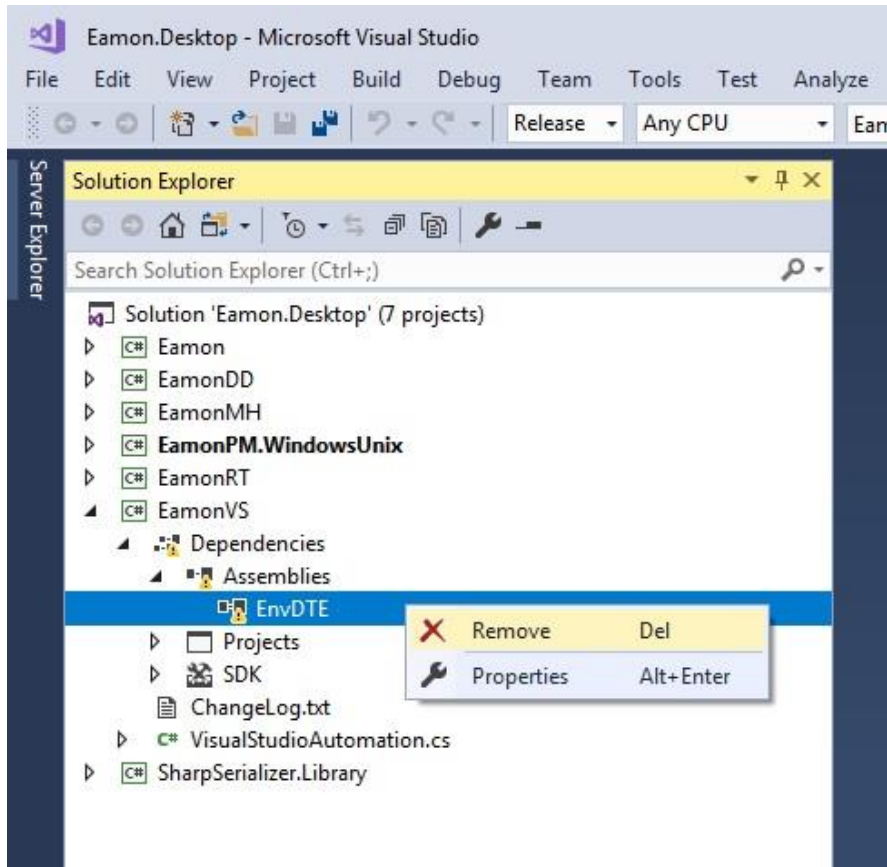 Eamon.Desktop - Microsoft Visual Studio
File Edit View Project Build Debug Team Tools Test Analyze
Release Any CPU Ean
Server Explorer
Solution Explorer
Search Solution Explorer (Ctrl+;)
Solution 'Eamon.Desktop' (7 projects)
C# Eamon
C# EamonDD
C# EamonMH
C# EamonPM.WindowsUnix
C# EamonRT
C# EamonVS
Dependencies
Assemblies
EnvDTE
Remove Del
Projects
Properties Alt+Enter
SDK
ChangeLog.txt
C# VisualStudioAutomation.cs
C# SharpSerializer.Library